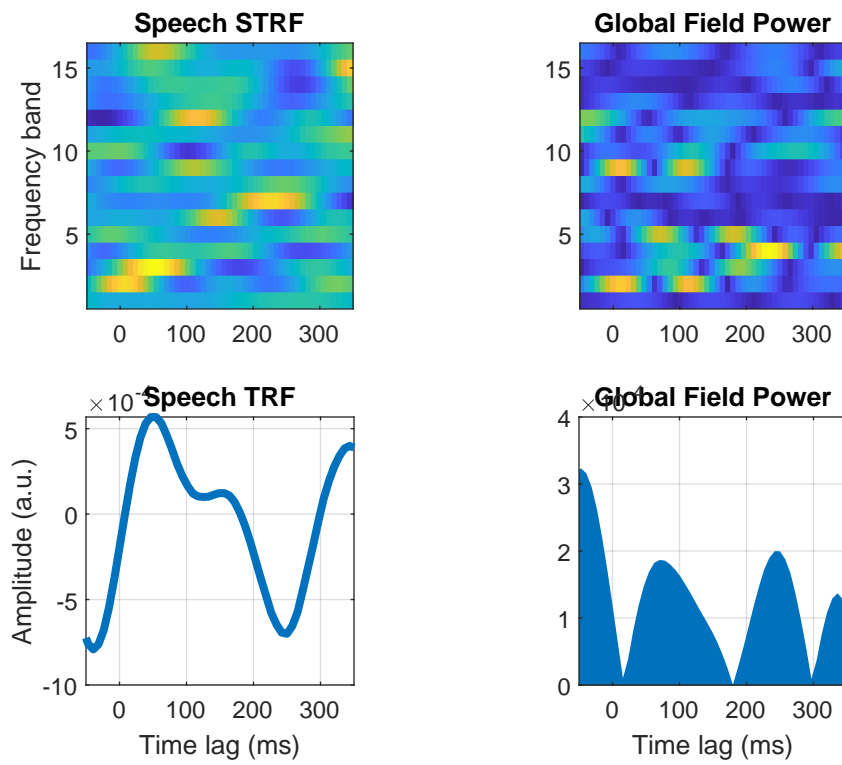 Speech STRF
Frequency band
15
10
5
0 100 200 300
Global Field Power
15
10
5
0 100 200 300
Speech TRF
× 10⁻⁴
Amplitude (a.u.)
5
0
-5
-10
0 100 200 300
Time lag (ms)
Global Field Power
4
3
2
1
0
0 100 200 300
Time lag (ms)